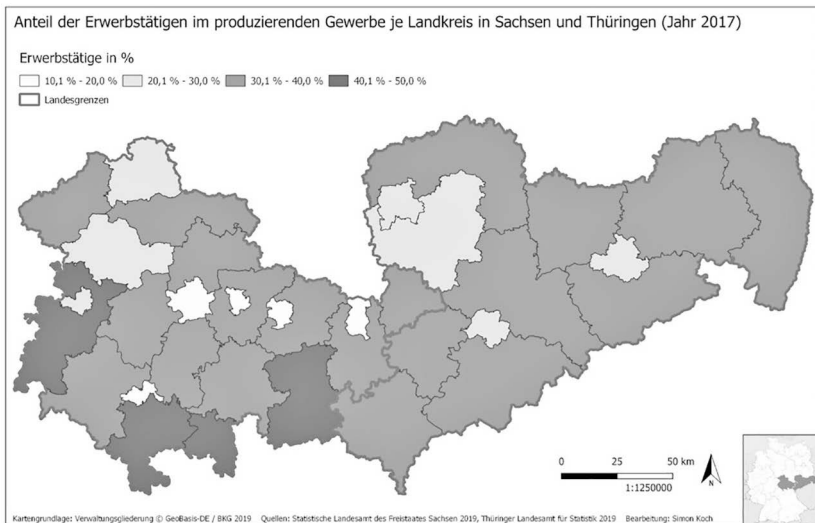 Anteil der Erwerbstätigen im produzierenden Gewerbe je Landkreis in Sachsen und Thüringen (Jahr 2017)
Erwerbstätige in %
10,1 % - 20,0 % 20,1 % - 30,0 % 30,1 % - 40,0 % 40,1 % - 50,0 %
Landesgrenzen
0 25 50 km
1:1250000
N
Kartengrundlage: Verwaltungsgliederung © GeoBasis-DE / BKG 2019 Quellen: Statistische Landesamt des Freistaates Sachsen 2019, Thüringer Landesamt für Statistik 2019 Bearbeitung: Simon Koch